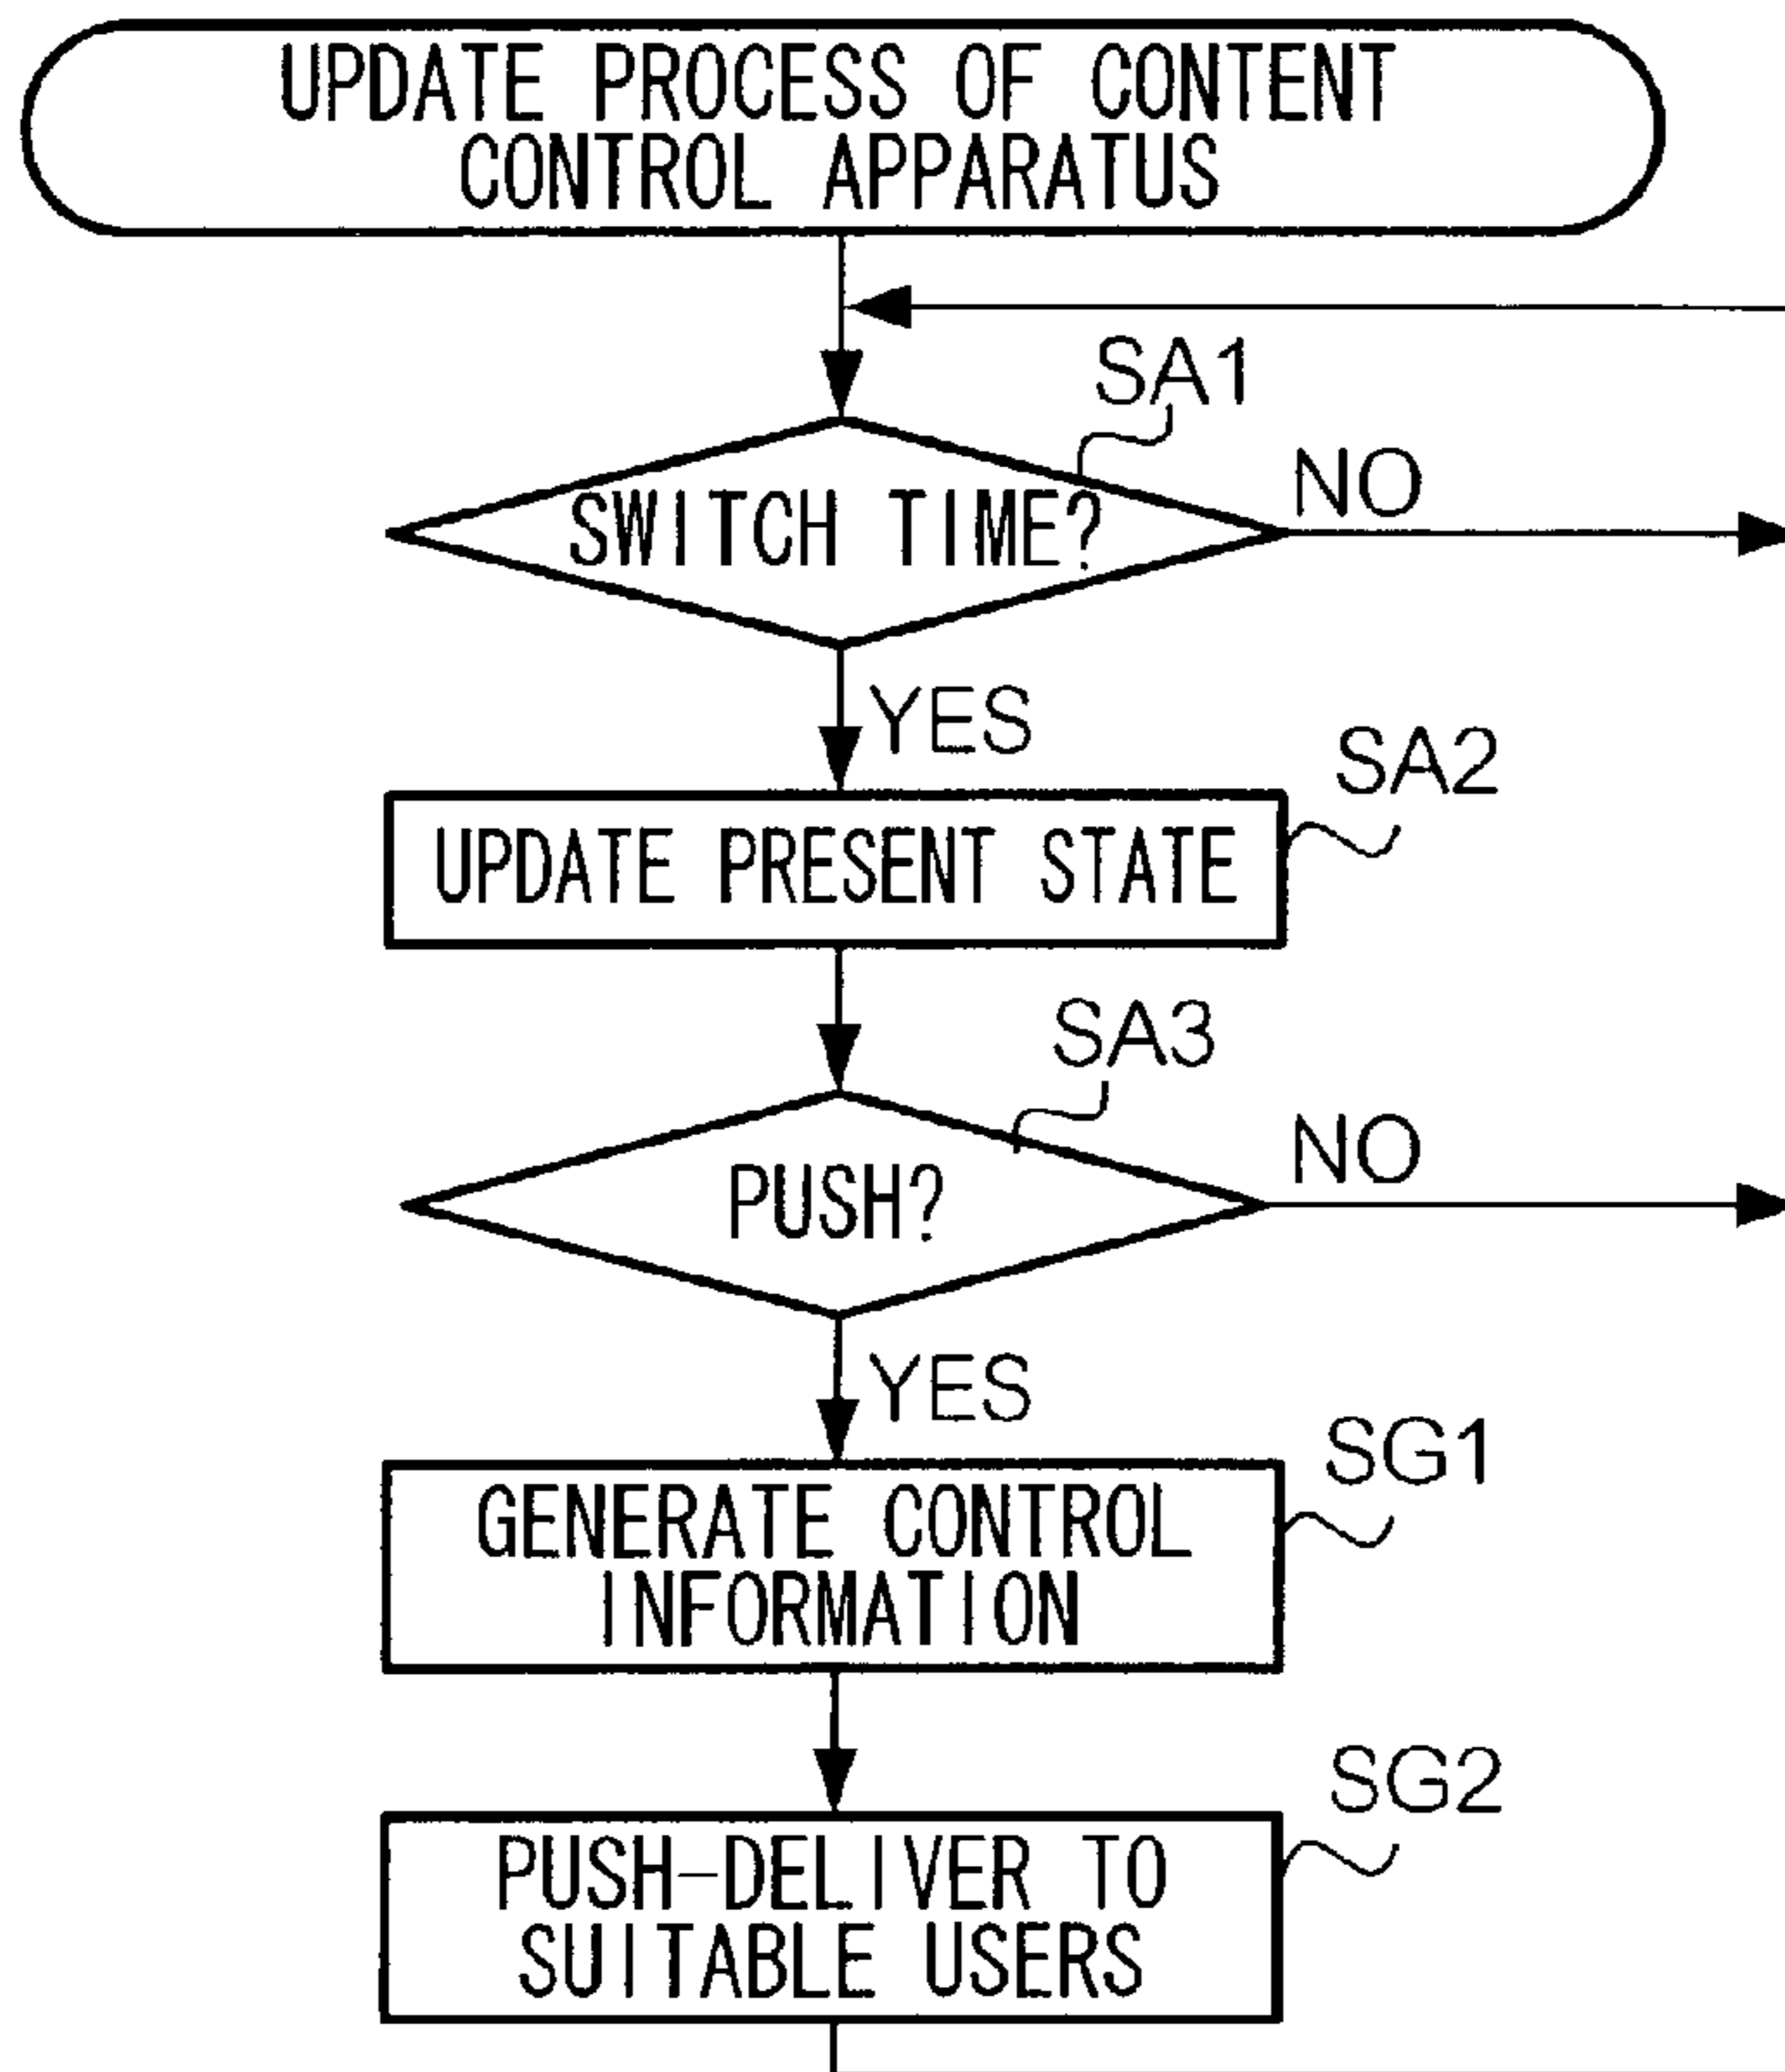 UPDATE PROCESS OF CONTENT
CONTROL APPARATUS
SA1
SWITCH TIME?
NO
YES
SA2
UPDATE PRESENT STATE
SA3
PUSH?
NO
YES
SG1
GENERATE CONTROL
INFORMATION
SG2
PUSH-DELIVER TO
SUITABLE USERS